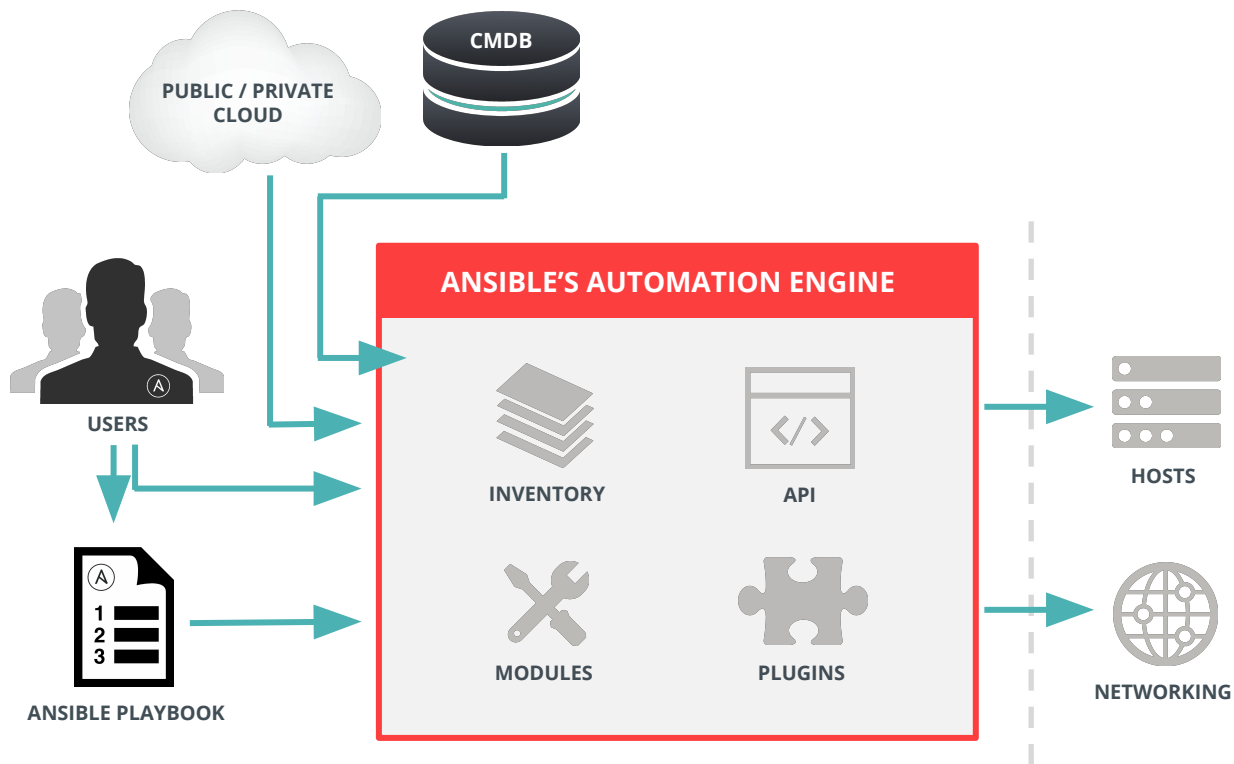 PUBLIC / PRIVATE
CLOUD
CMDB
ANSIBLE’S AUTOMATION ENGINE
USERS
INVENTORY
API
HOSTS
1
2
3
MODULES
PLUGINS
NETWORKING
ANSIBLE PLAYBOOK